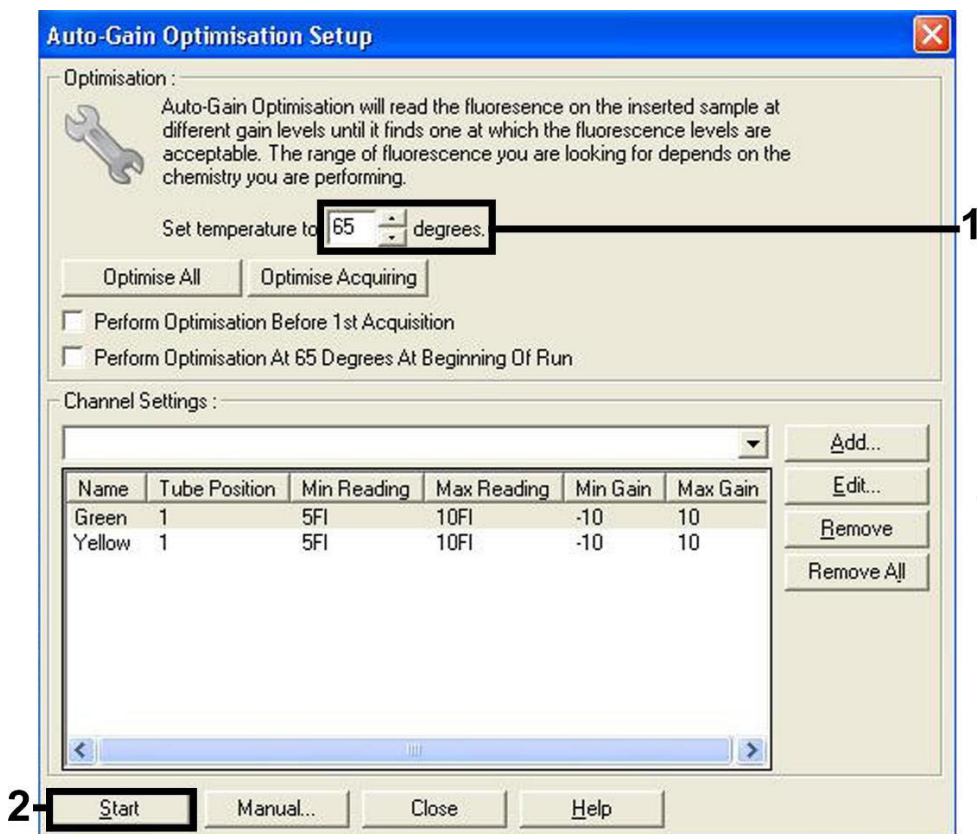 Auto-Gain Optimisation Setup
Optimisation :
Auto-Gain Optimisation will read the fluoresence on the inserted sample at
different gain levels until it finds one at which the fluorescence levels are
acceptable. The range of fluorescence you are looking for depends on the
chemistry you are performing.
Set temperature to 65 degrees.
1
Optimise All Optimise Acquiring
Perform Optimisation Before 1st Acquisition
Perform Optimisation At 65 Degrees At Beginning Of Run
Channel Settings :
Add...
Name Tube Position Min Reading Max Reading Min Gain Max Gain Edit...
Green 1 5Fl 10Fl -10 10
Yellow 1 5Fl 10Fl -10 10
Remove
Remove All
2 Start Manual... Close Help